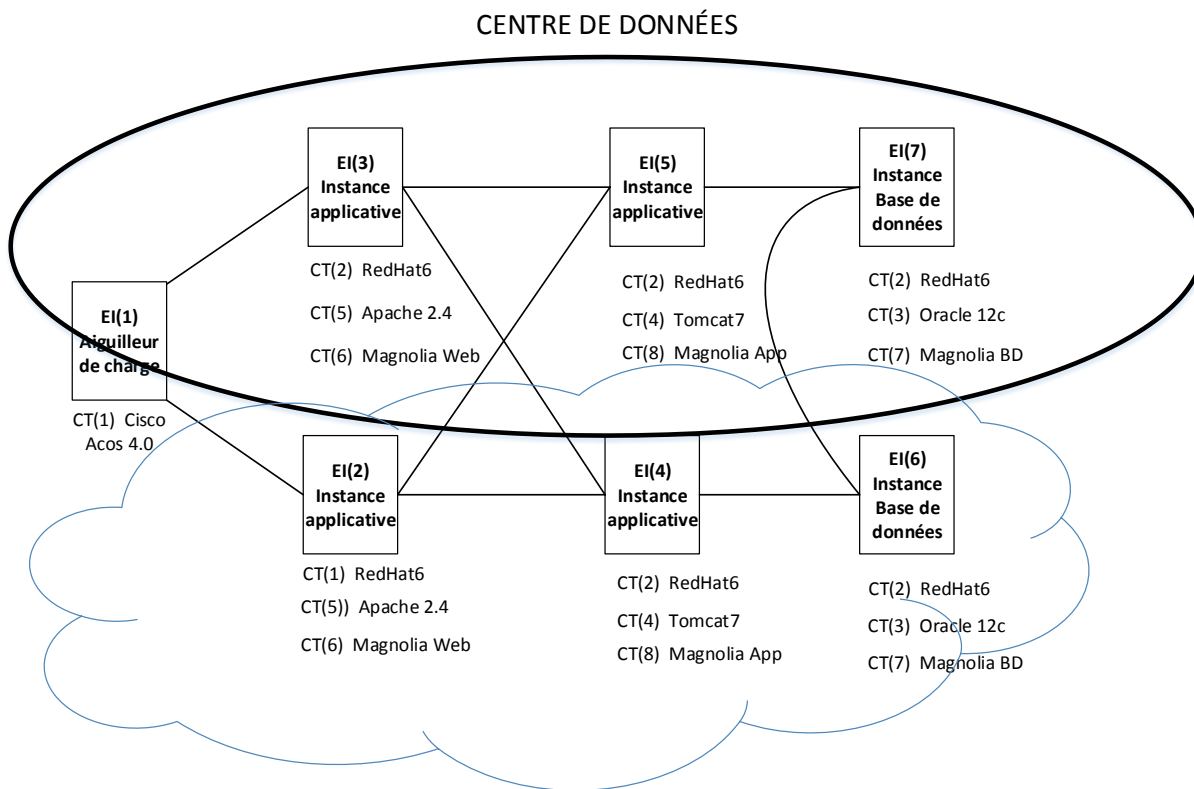 CENTRE DE DONNÉES
EI(3)
Instance
applicative
CT(2) RedHat6
CT(5) Apache 2.4
CT(6) Magnolia Web
EI(5)
Instance
applicative
CT(2) RedHat6
CT(4) Tomcat7
CT(8) Magnolia App
EI(7)
Instance
Base de
données
CT(2) RedHat6
CT(3) Oracle 12c
CT(7) Magnolia BD
EI(1)
Aiguilleur
de charge
CT(1) Cisco
Acos 4.0
EI(2)
Instance
applicative
CT(1) RedHat6
CT(5)) Apache 2.4
CT(6) Magnolia Web
EI(4)
Instance
applicative
CT(2) RedHat6
CT(4) Tomcat7
CT(8) Magnolia App
EI(6)
Instance
Base de
données
CT(2) RedHat6
CT(3) Oracle 12c
CT(7) Magnolia BD